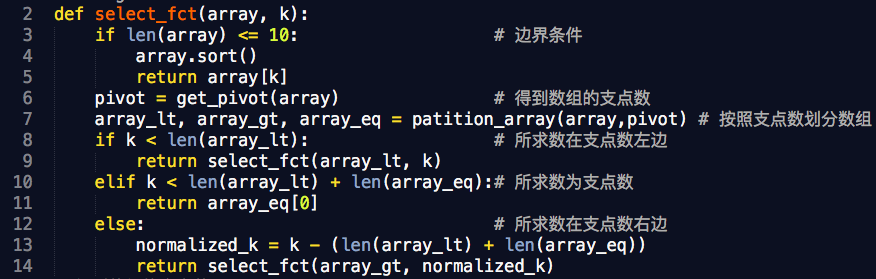 2 def select_fct(array, k):
3     if len(array) <= 10:                   # 边界条件
4         array.sort()
5         return array[k]
6     pivot = get_pivot(array)               # 得到数组的支点数
7     array_lt, array_gt, array_eq = patition_array(array,pivot) # 按照支点数划分数组
8     if k < len(array_lt):                  # 所求数在支点数左边
9         return select_fct(array_lt, k)
10     elif k < len(array_lt) + len(array_eq):# 所求数为支点数
11         return array_eq[0]
12     else:                                  # 所求数在支点数右边
13         normalized_k = k - (len(array_lt) + len(array_eq))
14         return select_fct(array_gt, normalized_k)